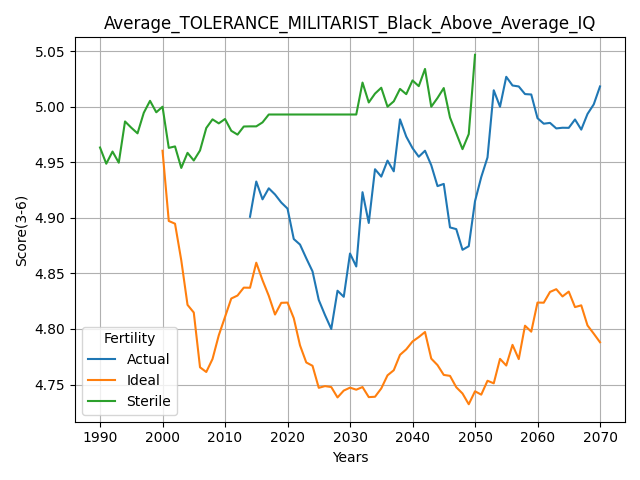 Average_TOLERANCE_MILITARIST_Black_Above_Average_IQ
Score(3-6)
5.05
5.00
4.95
4.90
4.85
4.80
4.75
Fertility
Actual
Ideal
Sterile
1990 2000 2010 2020 2030 2040 2050 2060 2070
Years